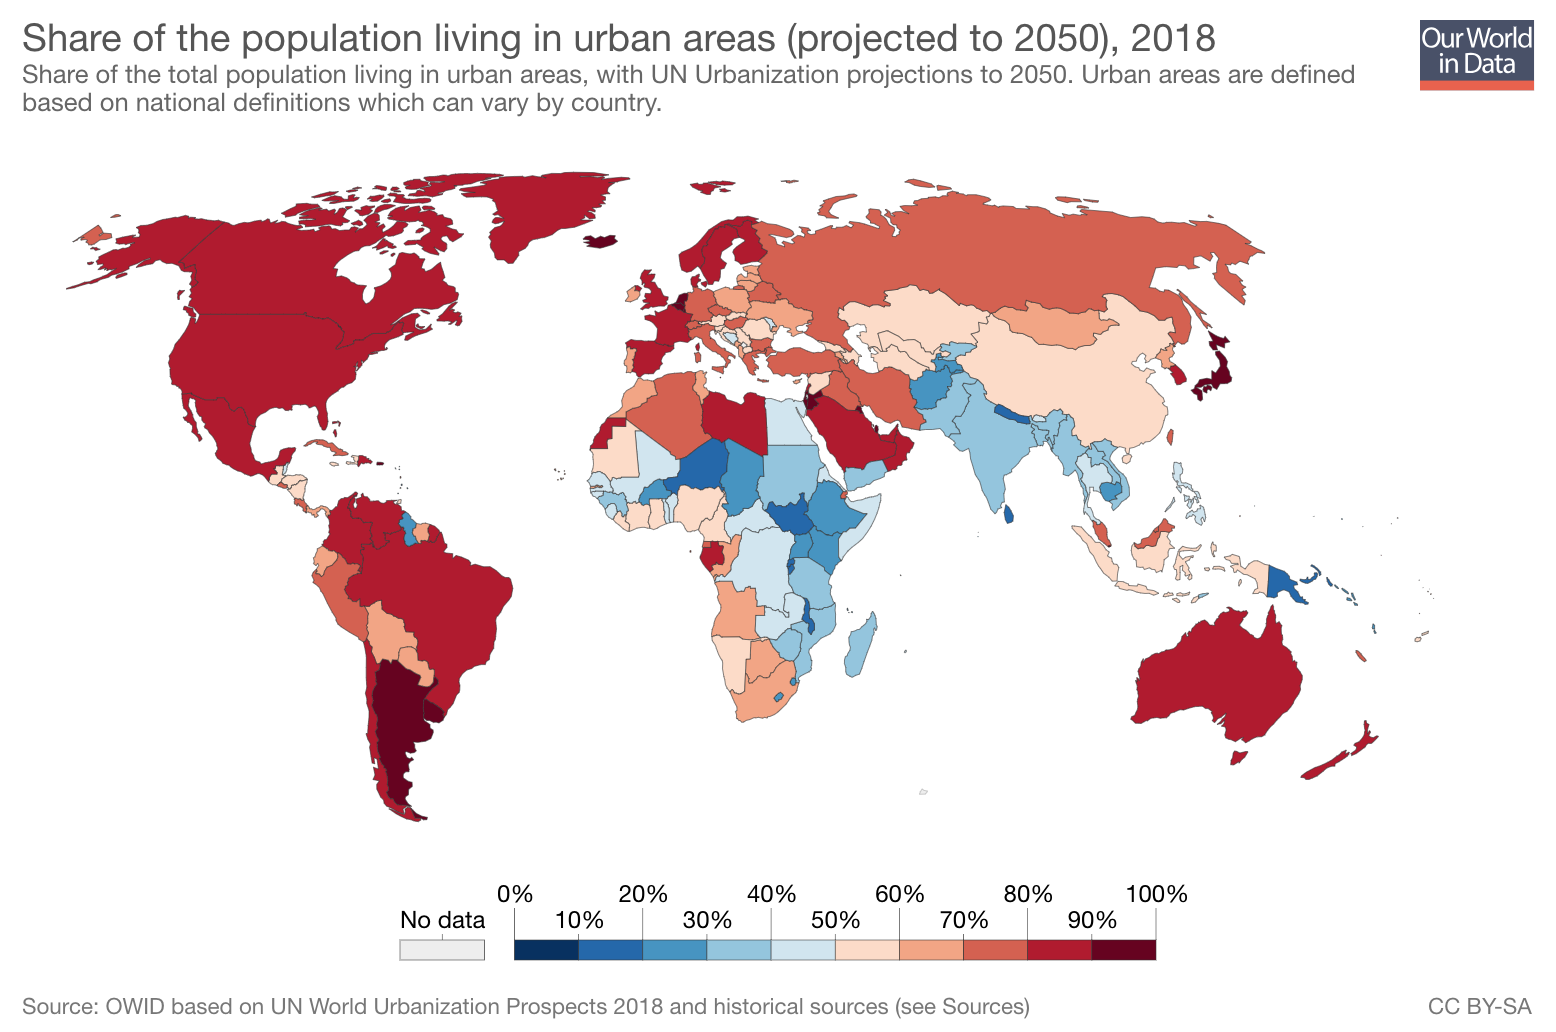 Share of the population living in urban areas (projected to 2050), 2018
Share of the total population living in urban areas, with UN Urbanization projections to 2050. Urban areas are defined
based on national definitions which can vary by country.
Our World
in Data
0% 20% 40% 60% 80% 100%
No data 10% 30% 50% 70% 90%
Source: OWID based on UN World Urbanization Prospects 2018 and historical sources (see Sources)
CC BY-SA